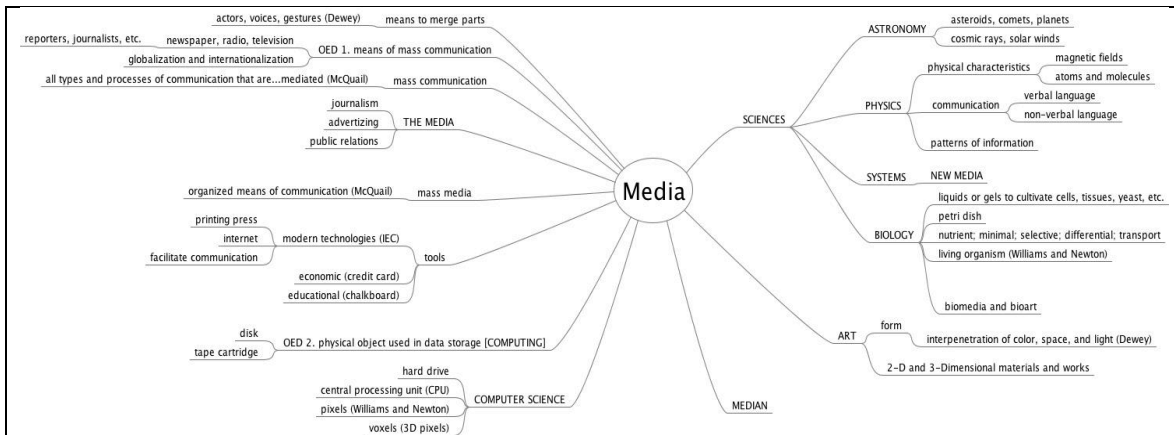 actors, voices, gestures (Dewey)
means to merge parts
reporters, journalists, etc.
newspaper, radio, television
globalization and internationalization
OED 1. means of mass communication
all types and processes of communication that are...mediated (McQuail)
mass communication
journalism
advertizing
public relations
THE MEDIA
organized means of communication (McQuail)
mass media
printing press
internet
facilitate communication
modern technologies (IEC)
economic (credit card)
educational (chalkboard)
tools
disk
tape cartridge
OED 2. physical object used in data storage [COMPUTING]
hard drive
central processing unit (CPU)
pixels (Williams and Newton)
voxels (3D pixels)
COMPUTER SCIENCE
Media
SCIENCES
ASTRONOMY
asteroids, comets, planets
cosmic rays, solar winds
PHYSICS
physical characteristics
magnetic fields
atoms and molecules
communication
verbal language
non-verbal language
patterns of information
SYSTEMS
NEW MEDIA
BIOLOGY
liquids or gels to cultivate cells, tissues, yeast, etc.
petri dish
nutrient; minimal; selective; differential; transport
living organism (Williams and Newton)
biomedia and bioart
ART
form
interpenetration of color, space, and light (Dewey)
2-D and 3-Dimensional materials and works
MEDIAN